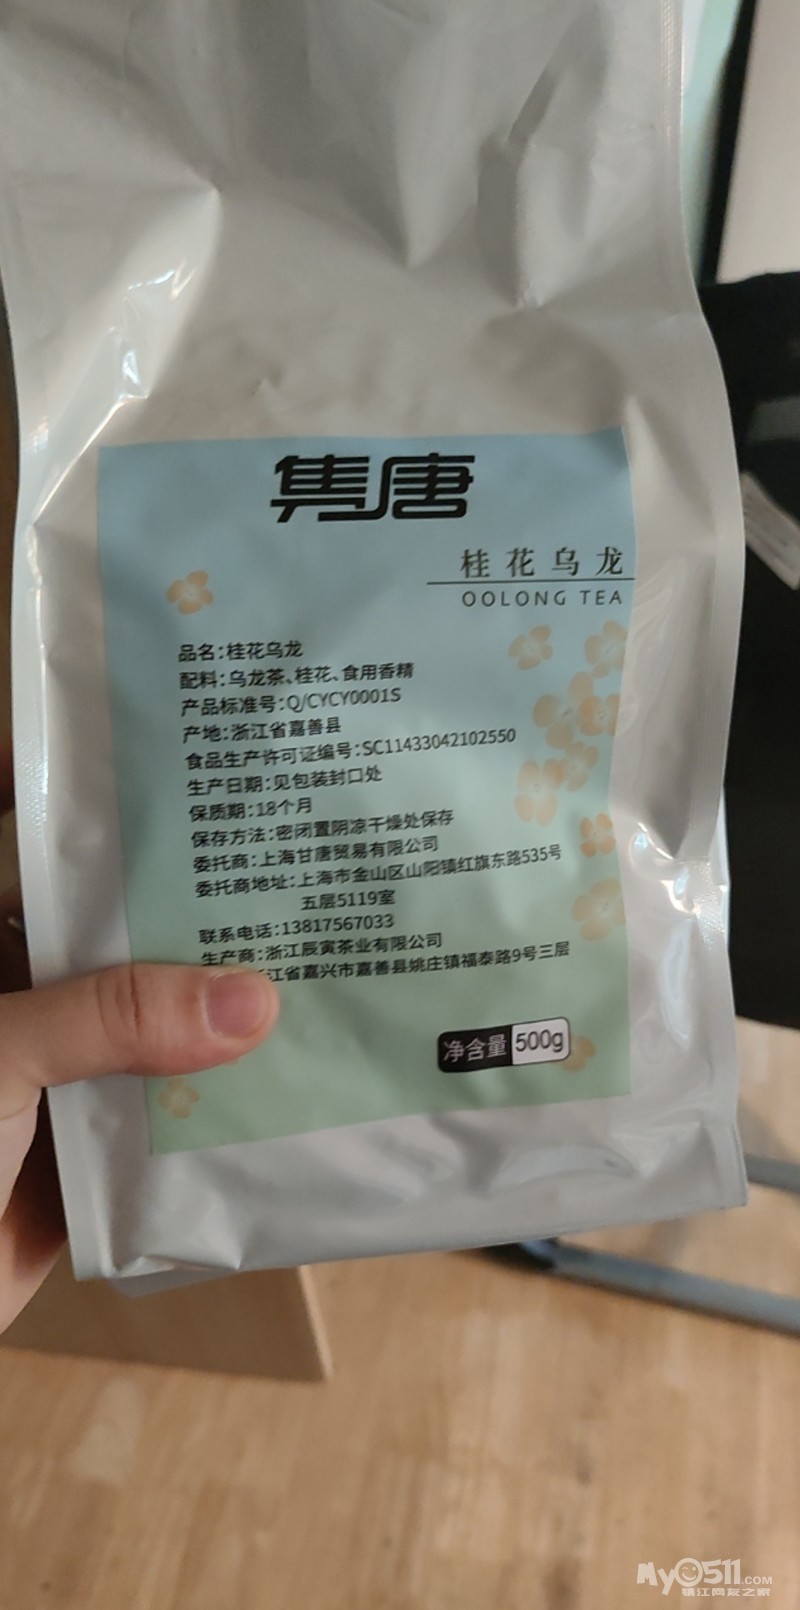 隽唐
桂花乌龙
OOLONG TEA
品名:桂花乌龙
配料:乌龙茶、桂花、食用香精
产品标准号:Q/CYCY0001S
产地:浙江省嘉善县
食品生产许可证编号:SC11433042102550
生产日期:见包装封口处
保质期:18个月
保存方法:密闭置阴凉干燥处保存
委托商:上海甘唐贸易有限公司
委托商地址:上海市金山区山阳镇红旗东路535号
五层5119室
联系电话:13817567033
生产商:浙江辰寅茶业有限公司
江省嘉兴市嘉善县姚庄镇福泰路9号三层
净含量 500g
My0511.COM
镇江网友之家